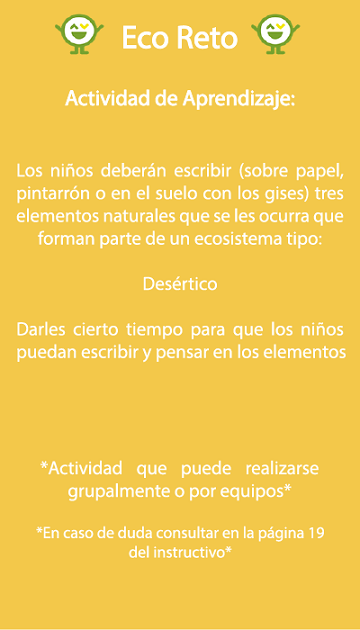 Eco Reto
Actividad de Aprendizaje:
Los niños deberán escribir (sobre papel,
pintarrón o en el suelo con los gises) tres
elementos naturales que se les ocurra que
forman parte de un ecosistema tipo:
Desértico
Darles cierto tiempo para que los niños
puedan escribir y pensar en los elementos
*Actividad que puede realizarse
grupalmente o por equipos*
*En caso de duda consultar en la página 19
del instructivo*